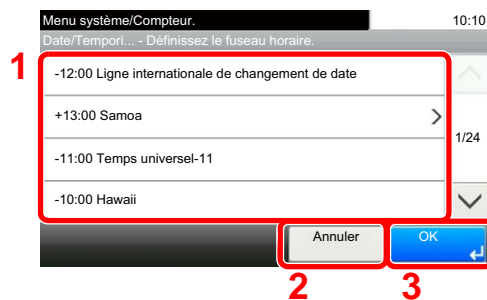 Menu système/Compteur. 10:10
Date/Tempori... - Définissez le fuseau horaire.
1
-12:00 Ligne internationale de changement de date
+13:00 Samoa
1/24
-11:00 Temps universel-11
-10:00 Hawaii
Annuler OK
2 3